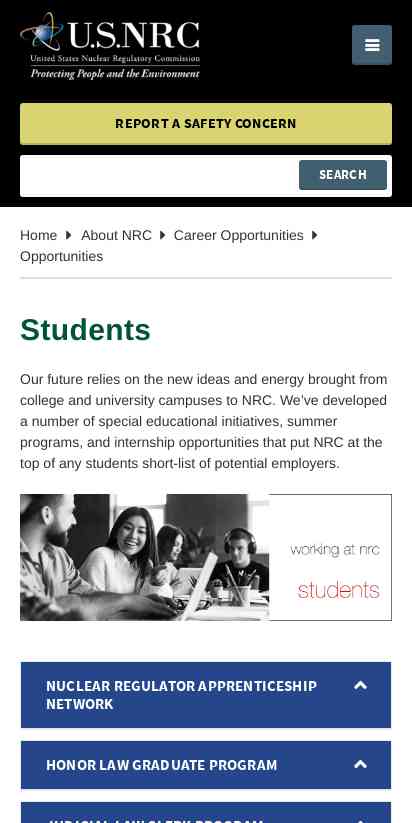 U.S.NRC
United States Nuclear Regulatory Commission
Protecting People and the Environment
REPORT A SAFETY CONCERN
SEARCH
Home About NRC Career Opportunities
Opportunities
Students
Our future relies on the new ideas and energy brought from
college and university campuses to NRC. We've developed
a number of special educational initiatives, summer
programs, and internship opportunities that put NRC at the
top of any students short-list of potential employers.
working at nrc
students
NUCLEAR REGULATOR APPRENTICESHIP
NETWORK
HONOR LAW GRADUATE PROGRAM
JUDICIAL LAW CLERK PROGRAM